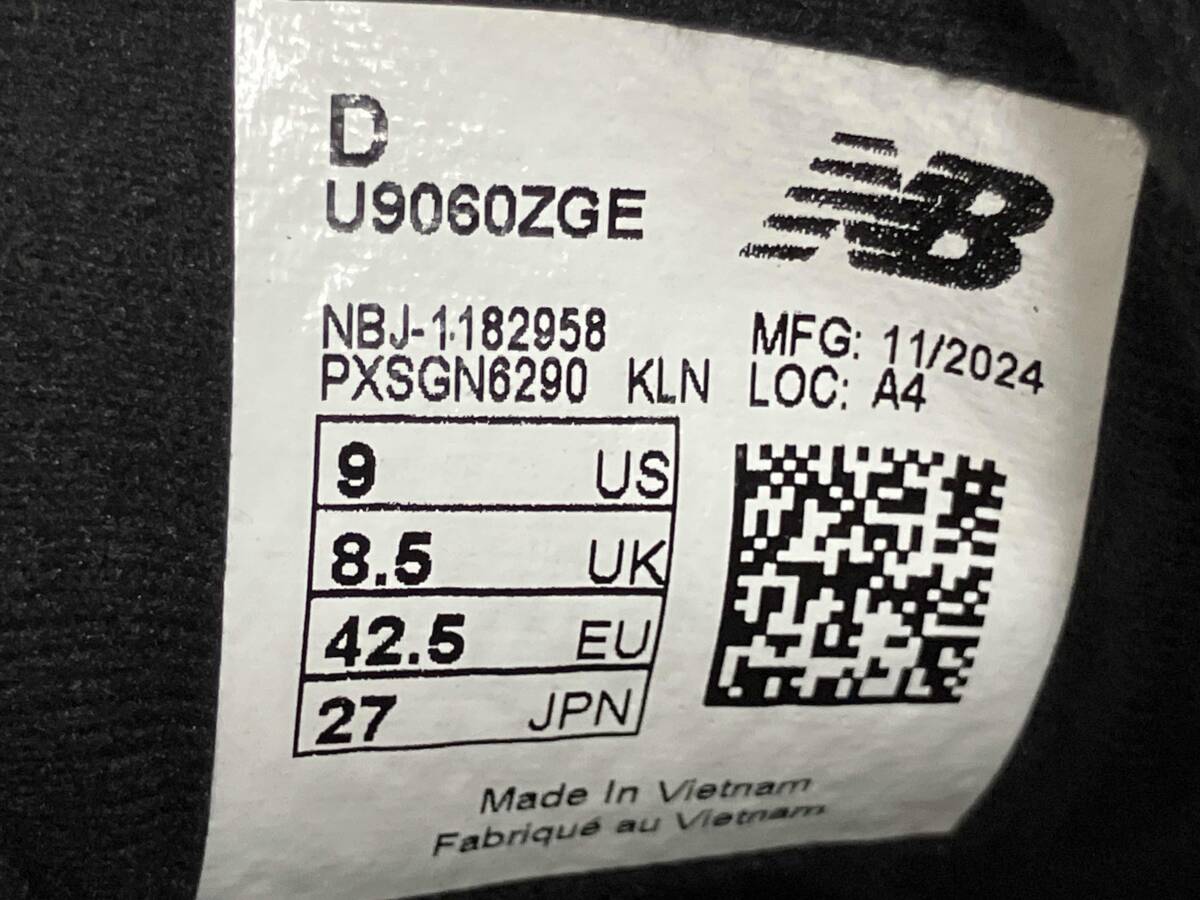 D
U9060ZGE
NB
NBJ-1182958
PXSGN6290 KLN
MFG: 11/2024
LOC: A4
9 US
8.5 UK
42.5 EU
27 JPN
Made In Vietnam
Fabriqué au Vietnam